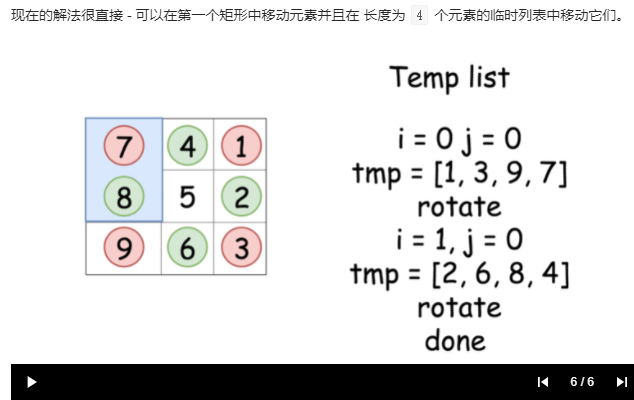 现在的解法很直接 - 可以在第一个矩形中移动元素并且在 长度为 4 个元素的临时列表中移动它们。
Temp list
i = 0 j = 0
tmp = [1, 3, 9, 7]
rotate
i = 1, j = 0
tmp = [2, 6, 8, 4]
rotate
done
7 4 1
8 5 2
9 6 3
6 / 6